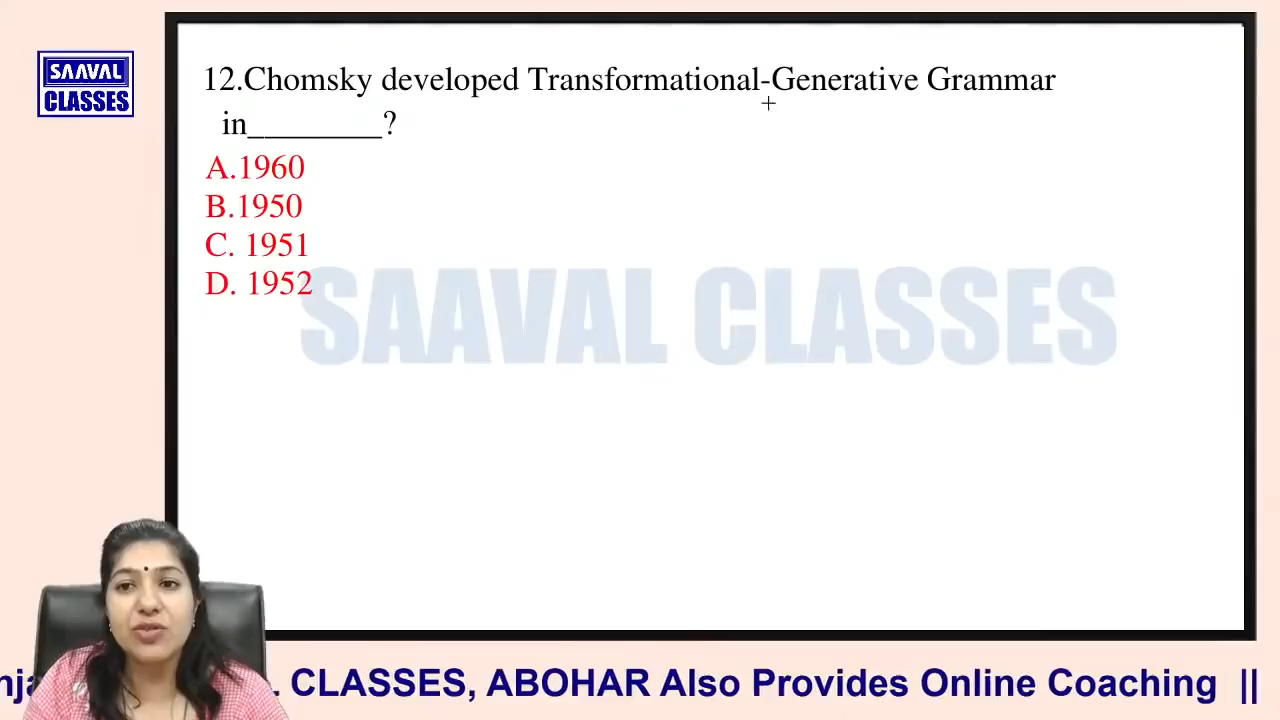 SAAVAL
CLASSES
12.Chomsky developed Transformational-Generative Grammar
in________?
A.1960
B.1950
C. 1951
D. 1952
SAAVAL CLASSES
CLASSES, ABOHAR Also Provides Online Coaching ||